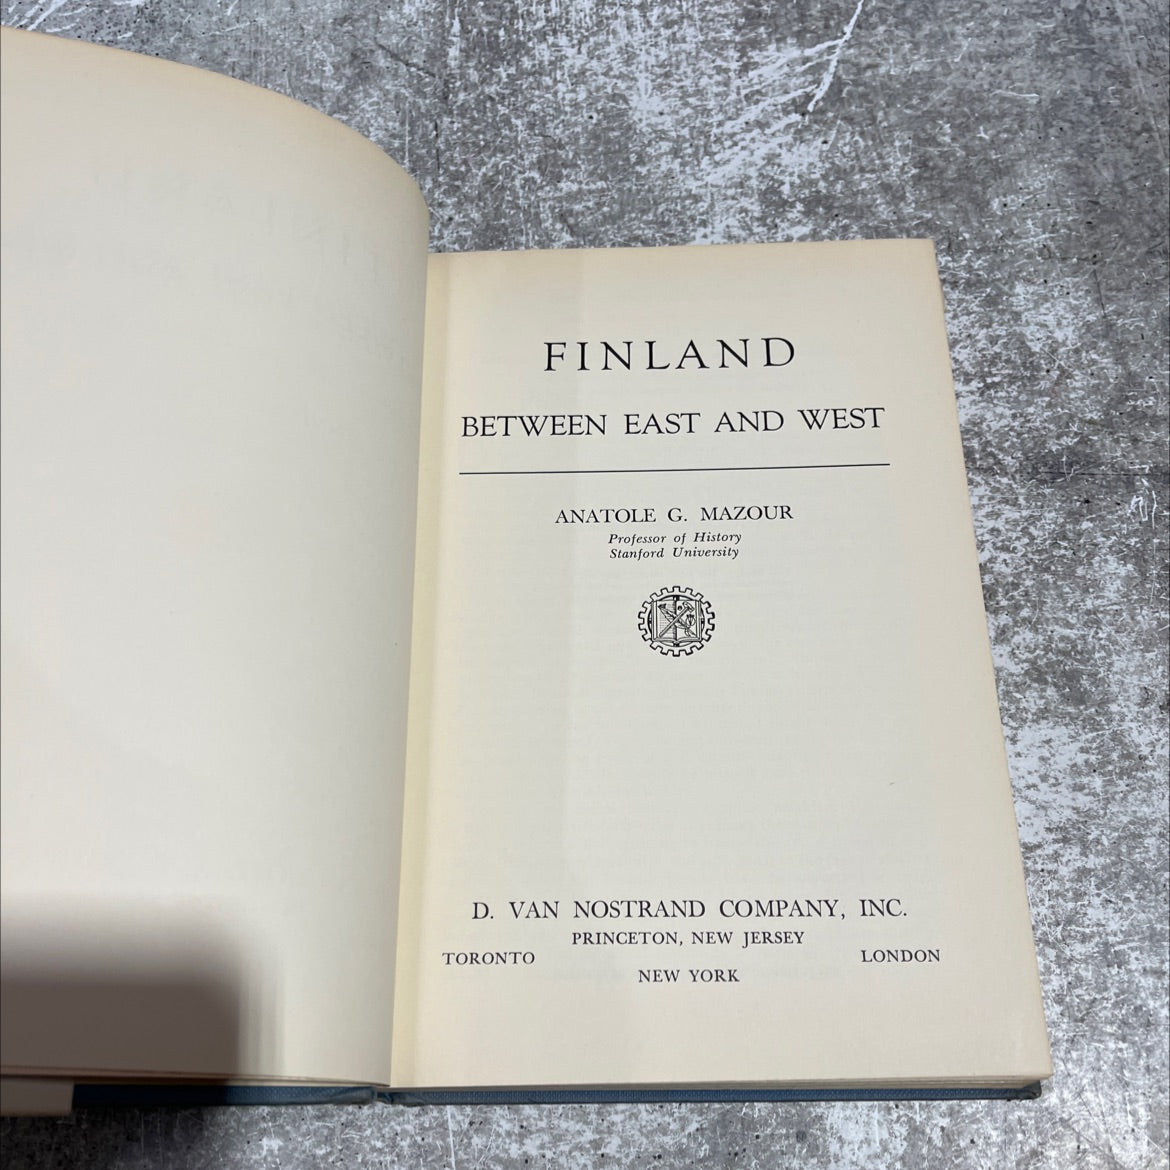 FINLAND
BETWEEN EAST AND WEST
ANATOLE G. MAZOUR
Professor of History
Stanford University
D. VAN NOSTRAND COMPANY, INC.
PRINCETON, NEW JERSEY
TORONTO LONDON
NEW YORK